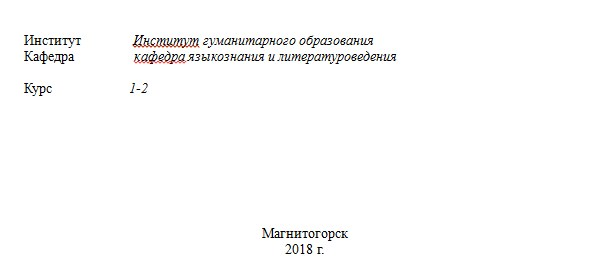 Институт Институт гуманитарного образования
Кафедра кафедра языкознания и литературоведения
Курс 1-2
Магнитогорск
2018 г.